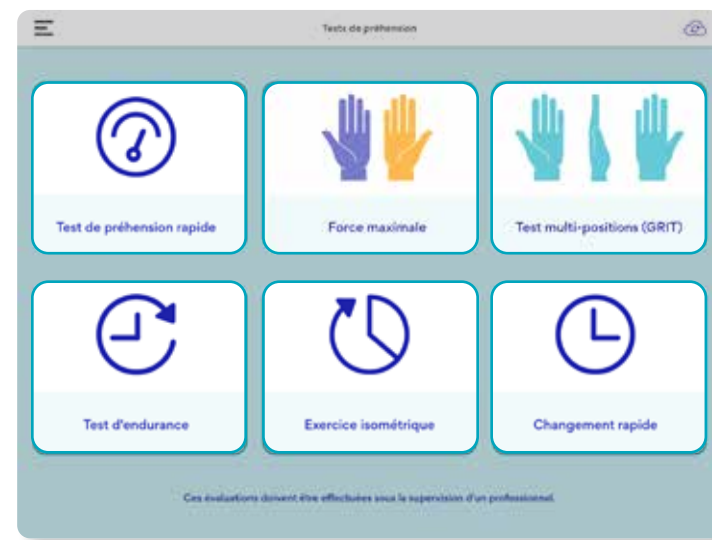 Tests de préhension
Test de préhension rapide
Force maximale
Test multi-positions (GRIT)
Test d'endurance
Exercice isométrique
Changement rapide
Ces évaluations doivent être effectuées sous la supervision d'un professionnel.